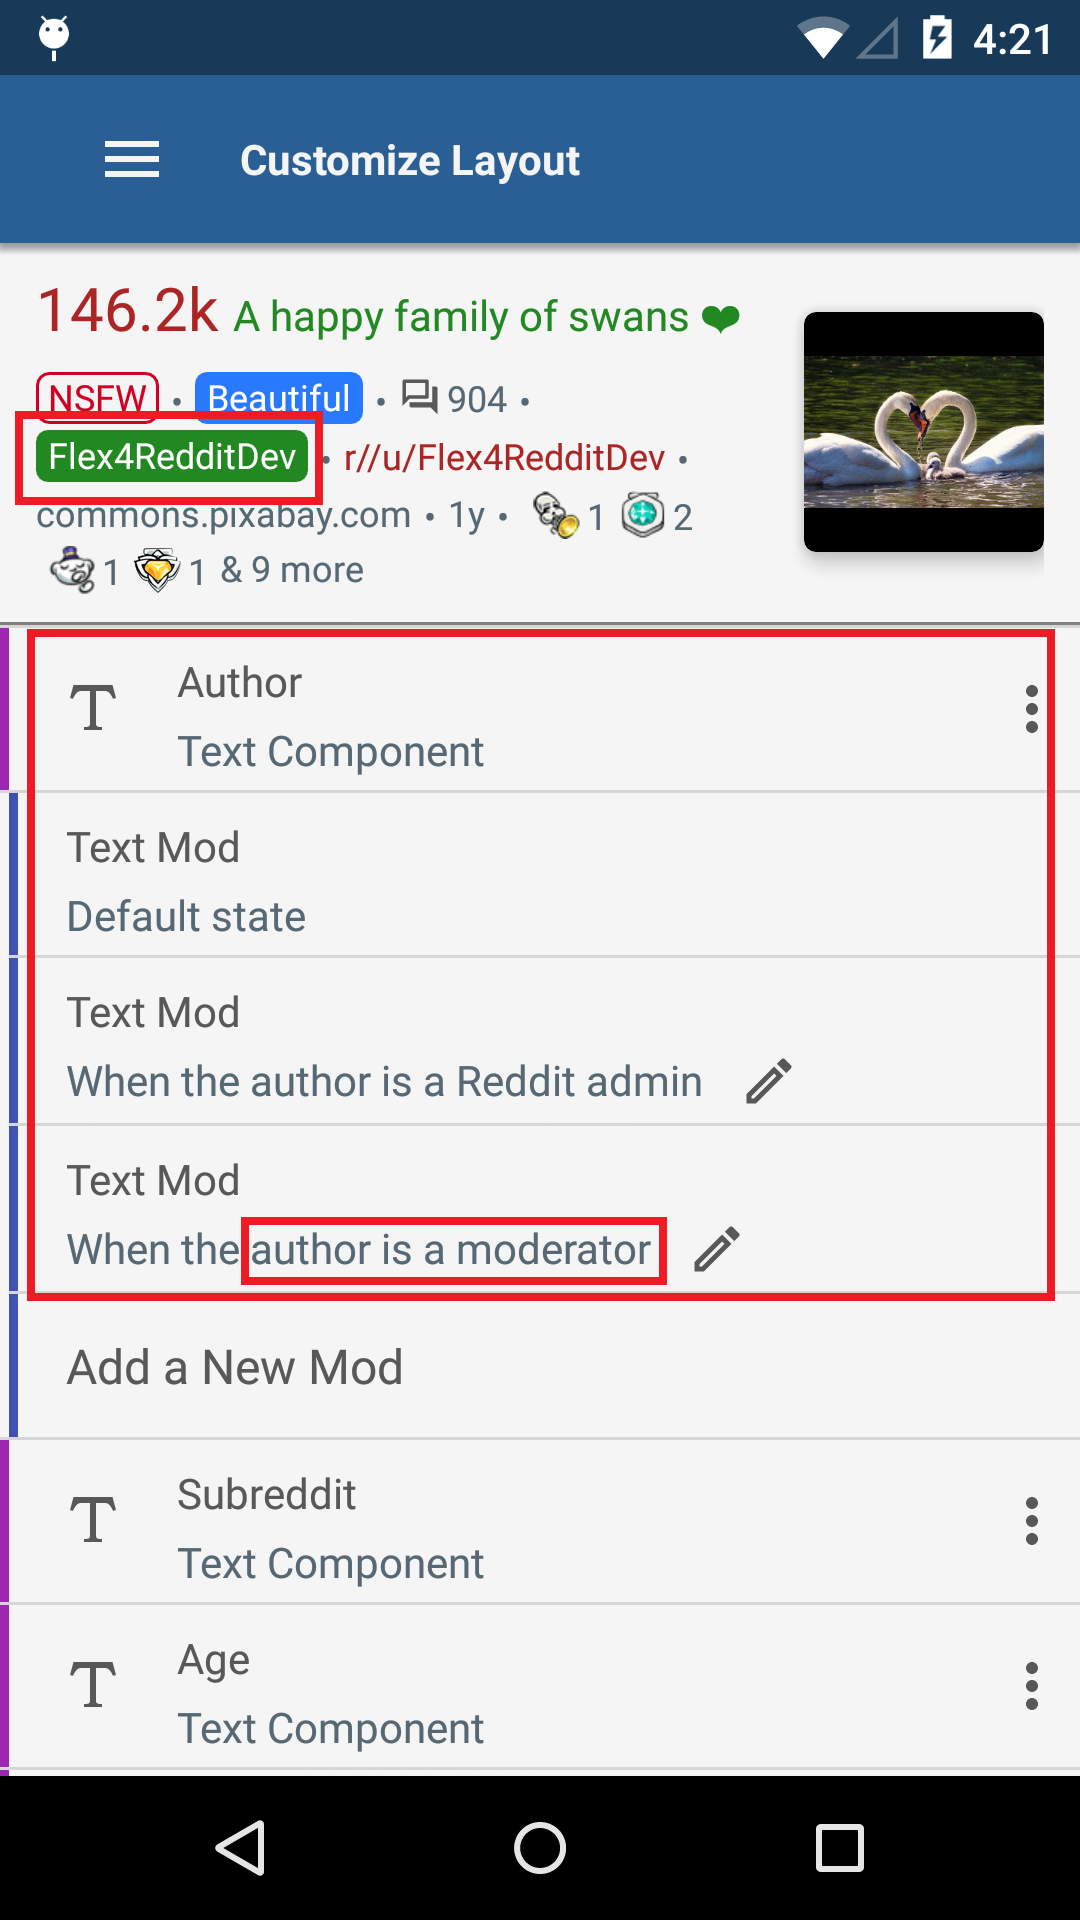 4:21
Customize Layout
146.2k A happy family of swans ❤
NSFW • Beautiful • 904 •
Flex4RedditDev • r//u/Flex4RedditDev •
commons.pixabay.com • 1y • 1 2
1 1 & 9 more
Author
Text Component
Text Mod
Default state
Text Mod
When the author is a Reddit admin
Text Mod
When the author is a moderator
Add a New Mod
Subreddit
Text Component
Age
Text Component